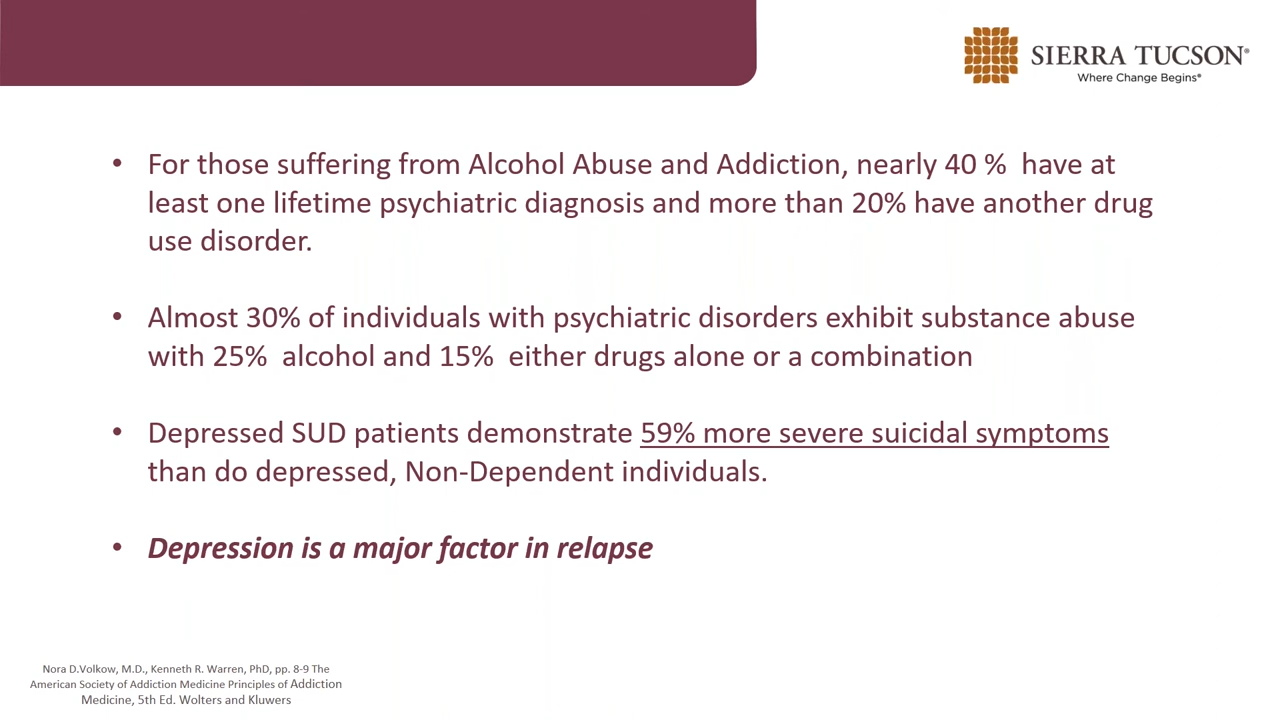 SIERRA TUCSON®
Where Change Begins®
• For those suffering from Alcohol Abuse and Addiction, nearly 40 %  have at
least one lifetime psychiatric diagnosis and more than 20% have another drug
use disorder.
• Almost 30% of individuals with psychiatric disorders exhibit substance abuse
with 25%  alcohol and 15%  either drugs alone or a combination
• Depressed SUD patients demonstrate 59% more severe suicidal symptoms
than do depressed, Non-Dependent individuals.
• Depression is a major factor in relapse
Nora D.Volkow, M.D., Kenneth R. Warren, PhD, pp. 8-9 The
American Society of Addiction Medicine Principles of Addiction
Medicine, 5th Ed. Wolters and Kluwers